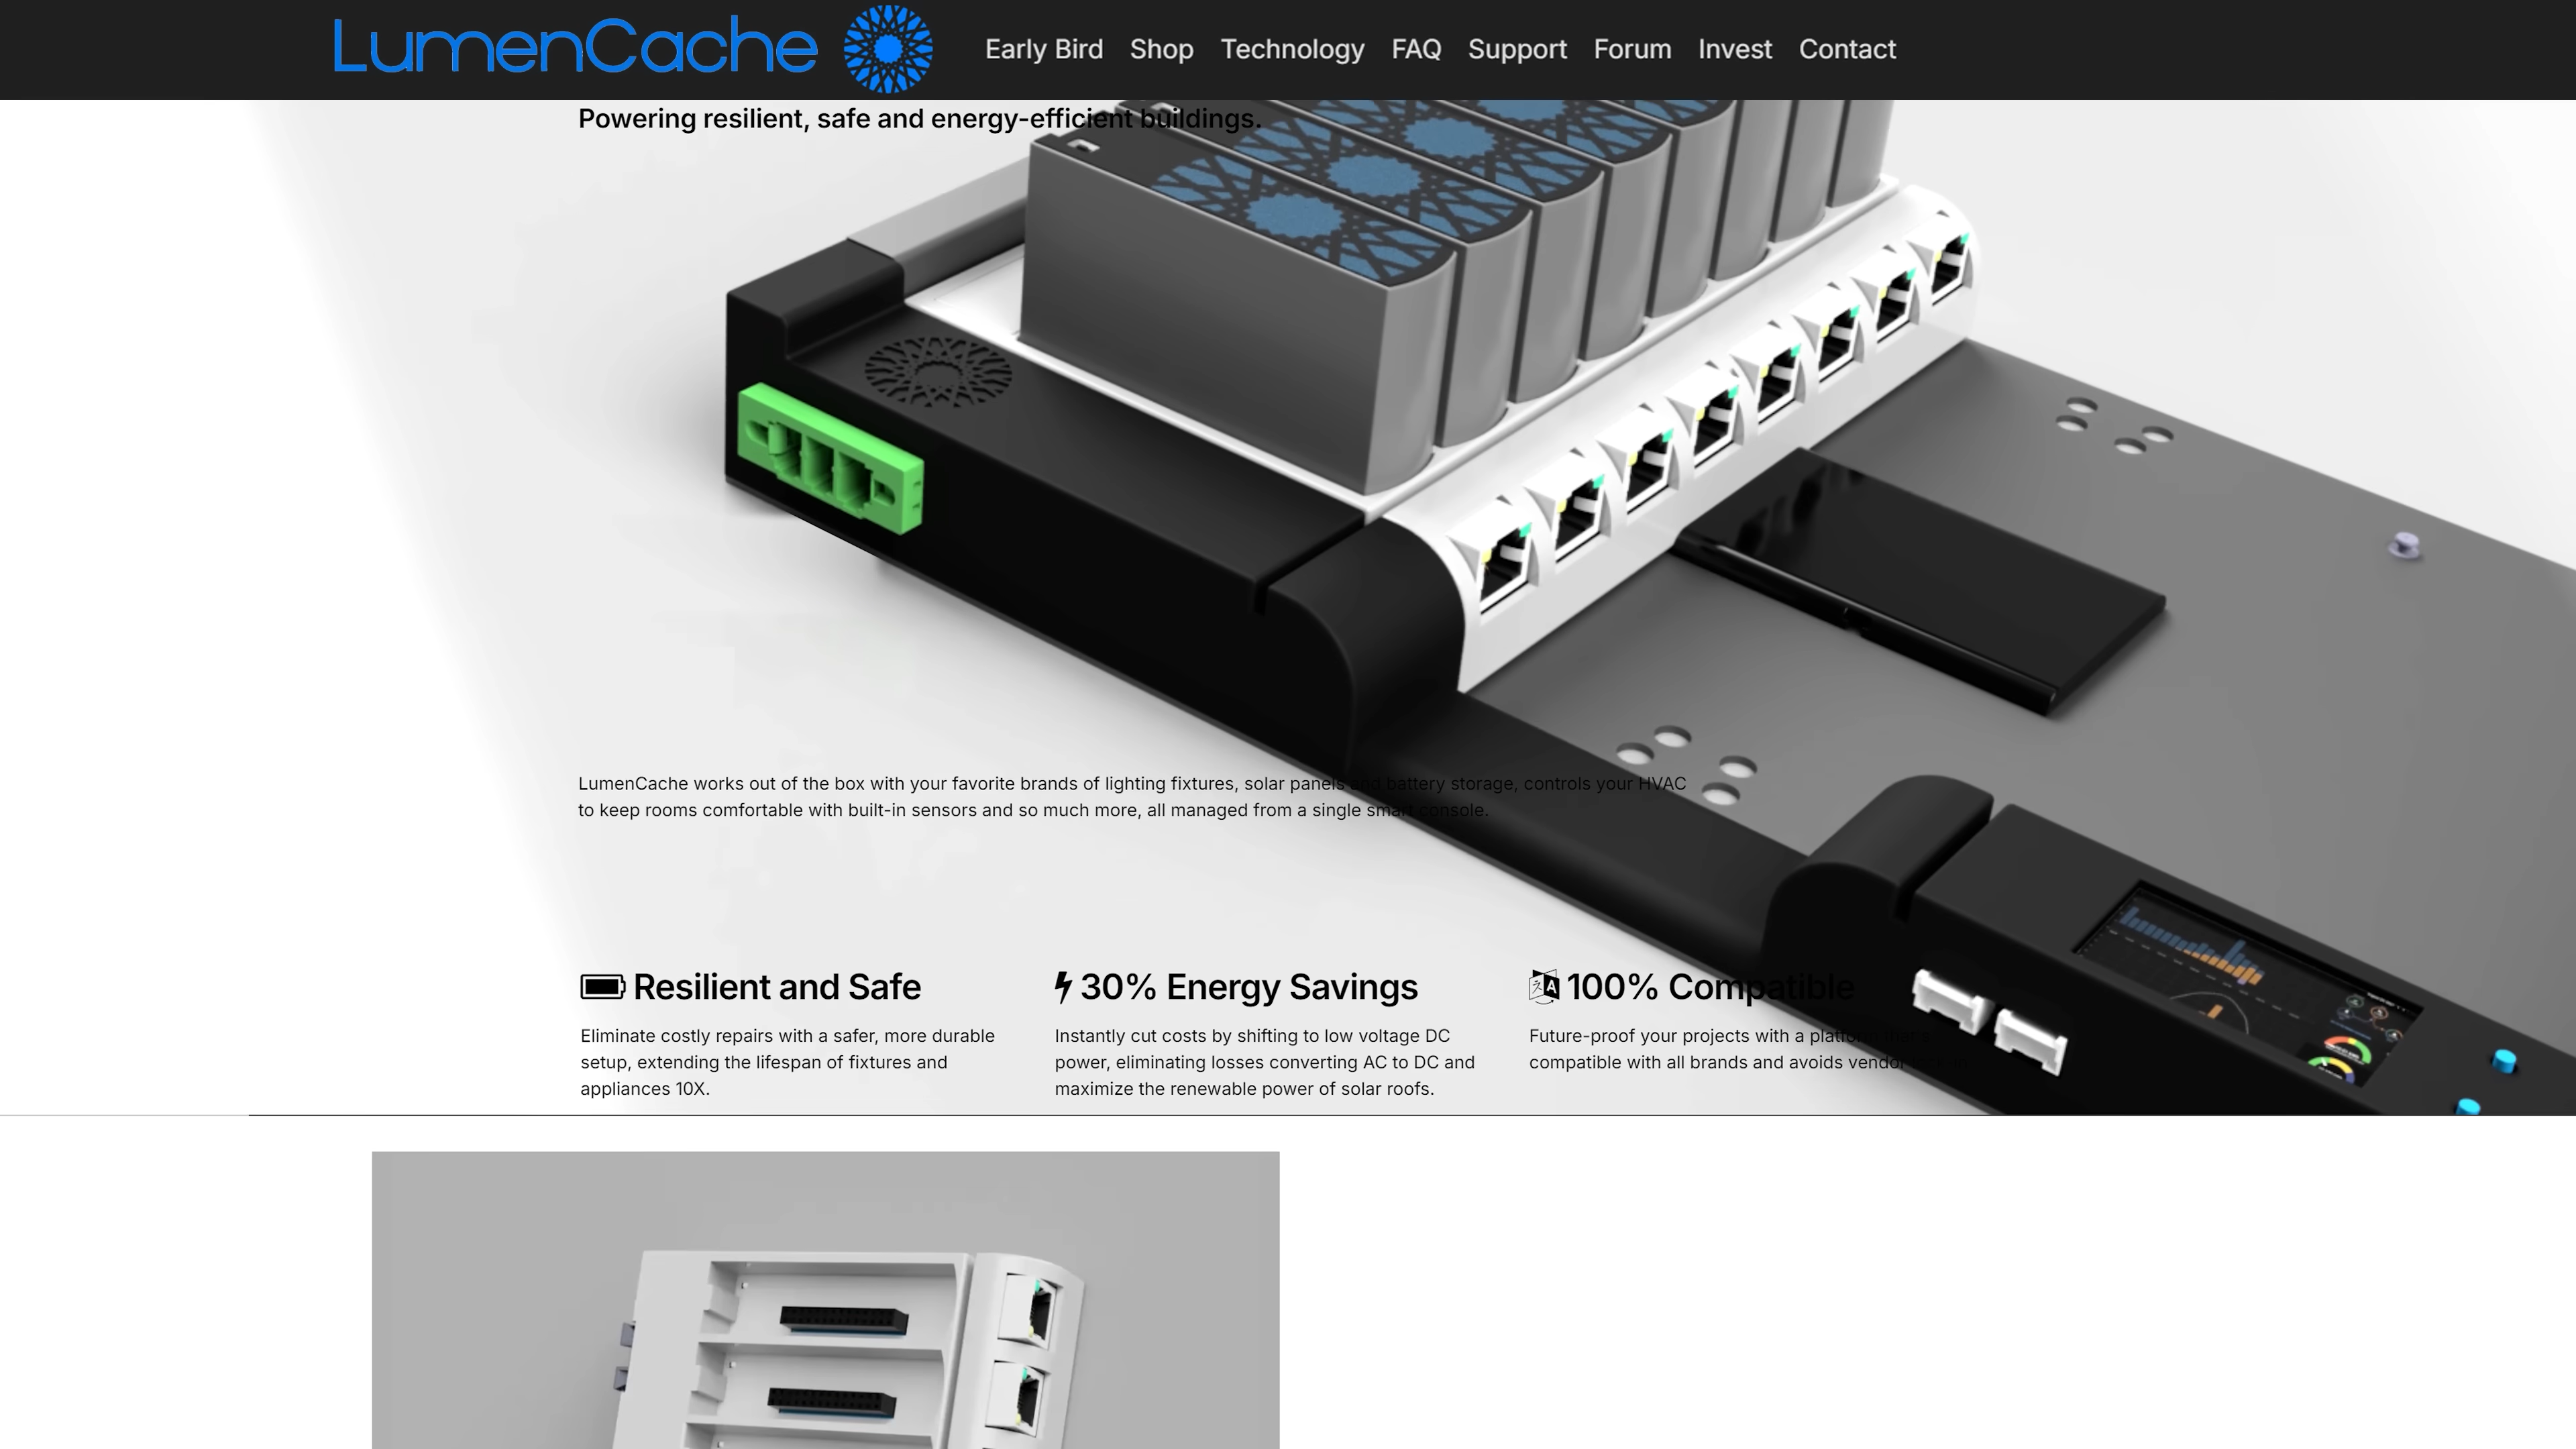 LumenCache
Early Bird Shop Technology FAQ Support Forum Invest Contact
Powering resilient, safe and energy-efficient buildings.
LumenCache works out of the box with your favorite brands of lighting fixtures, solar panels and battery storage, controls your HVAC
to keep rooms comfortable with built-in sensors and so much more, all managed from a single smart console.
Resilient and Safe
Eliminate costly repairs with a safer, more durable
setup, extending the lifespan of fixtures and
appliances 10X.
30% Energy Savings
Instantly cut costs by shifting to low voltage DC
power, eliminating losses converting AC to DC and
maximize the renewable power of solar roofs.
100% Compatible
Future-proof your projects with a platform that's
compatible with all brands and avoids vendor